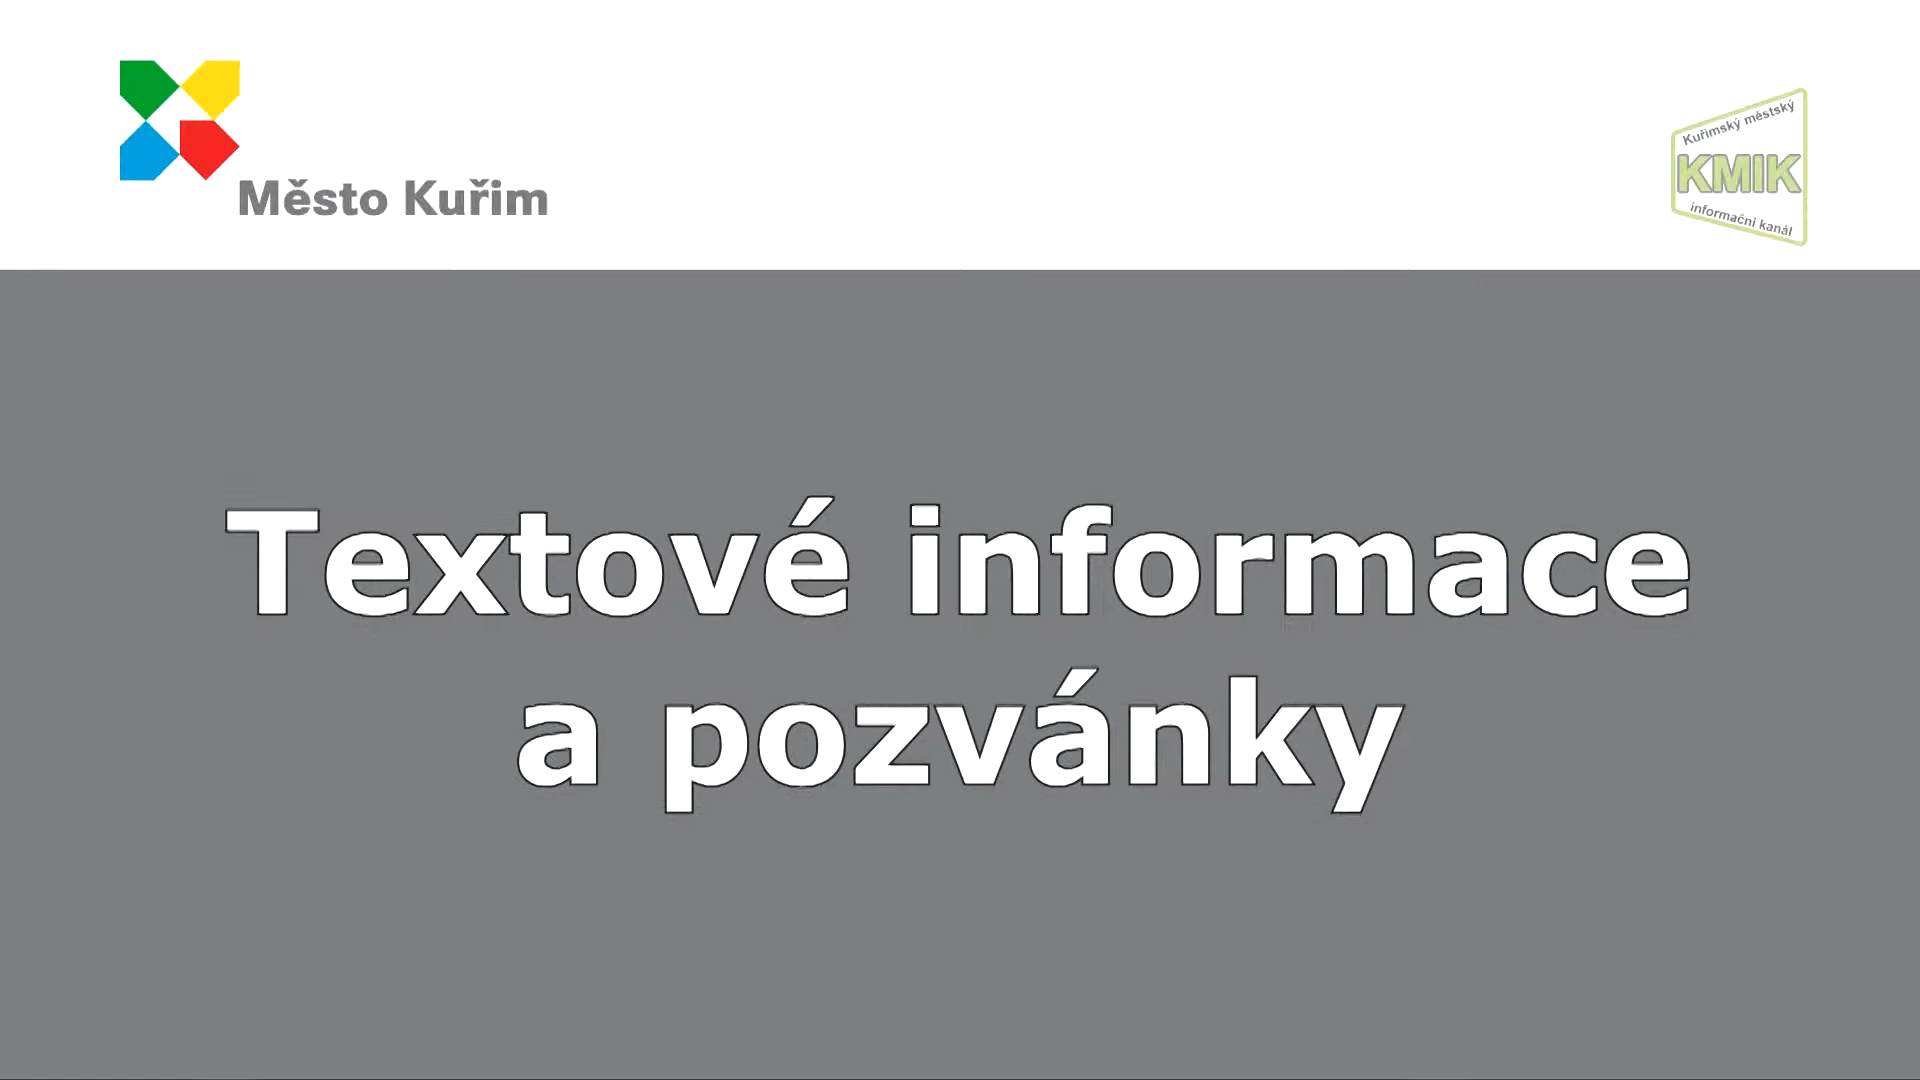 Město Kuřim
Kuřimský městský
KMIK
informační kanál
Textové informace
a pozvánky